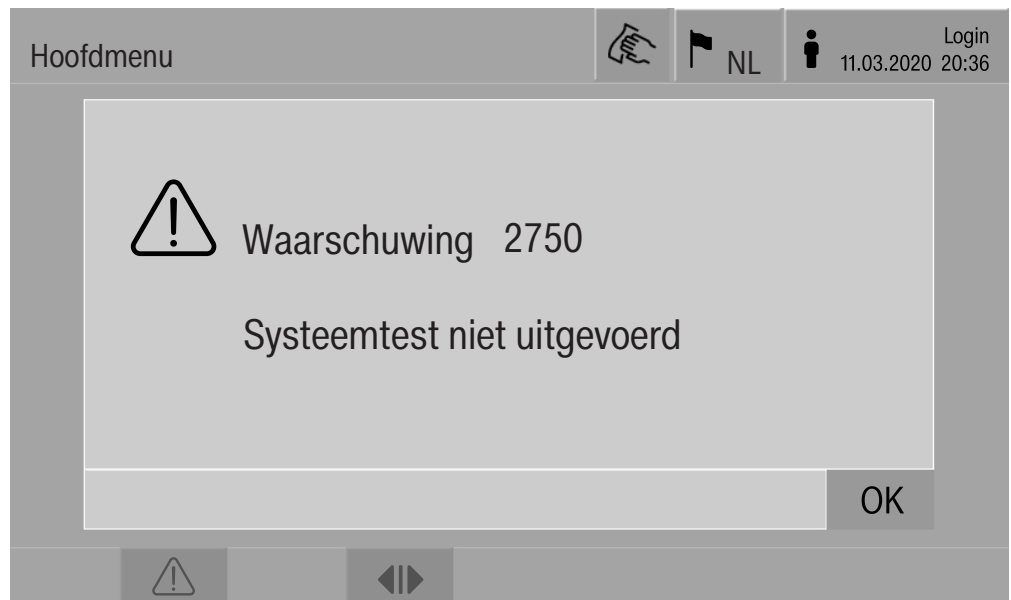 Hoofdmenu
NL
Login
11.03.2020 20:36
Waarschuwing 2750
Systeemtest niet uitgevoerd
OK